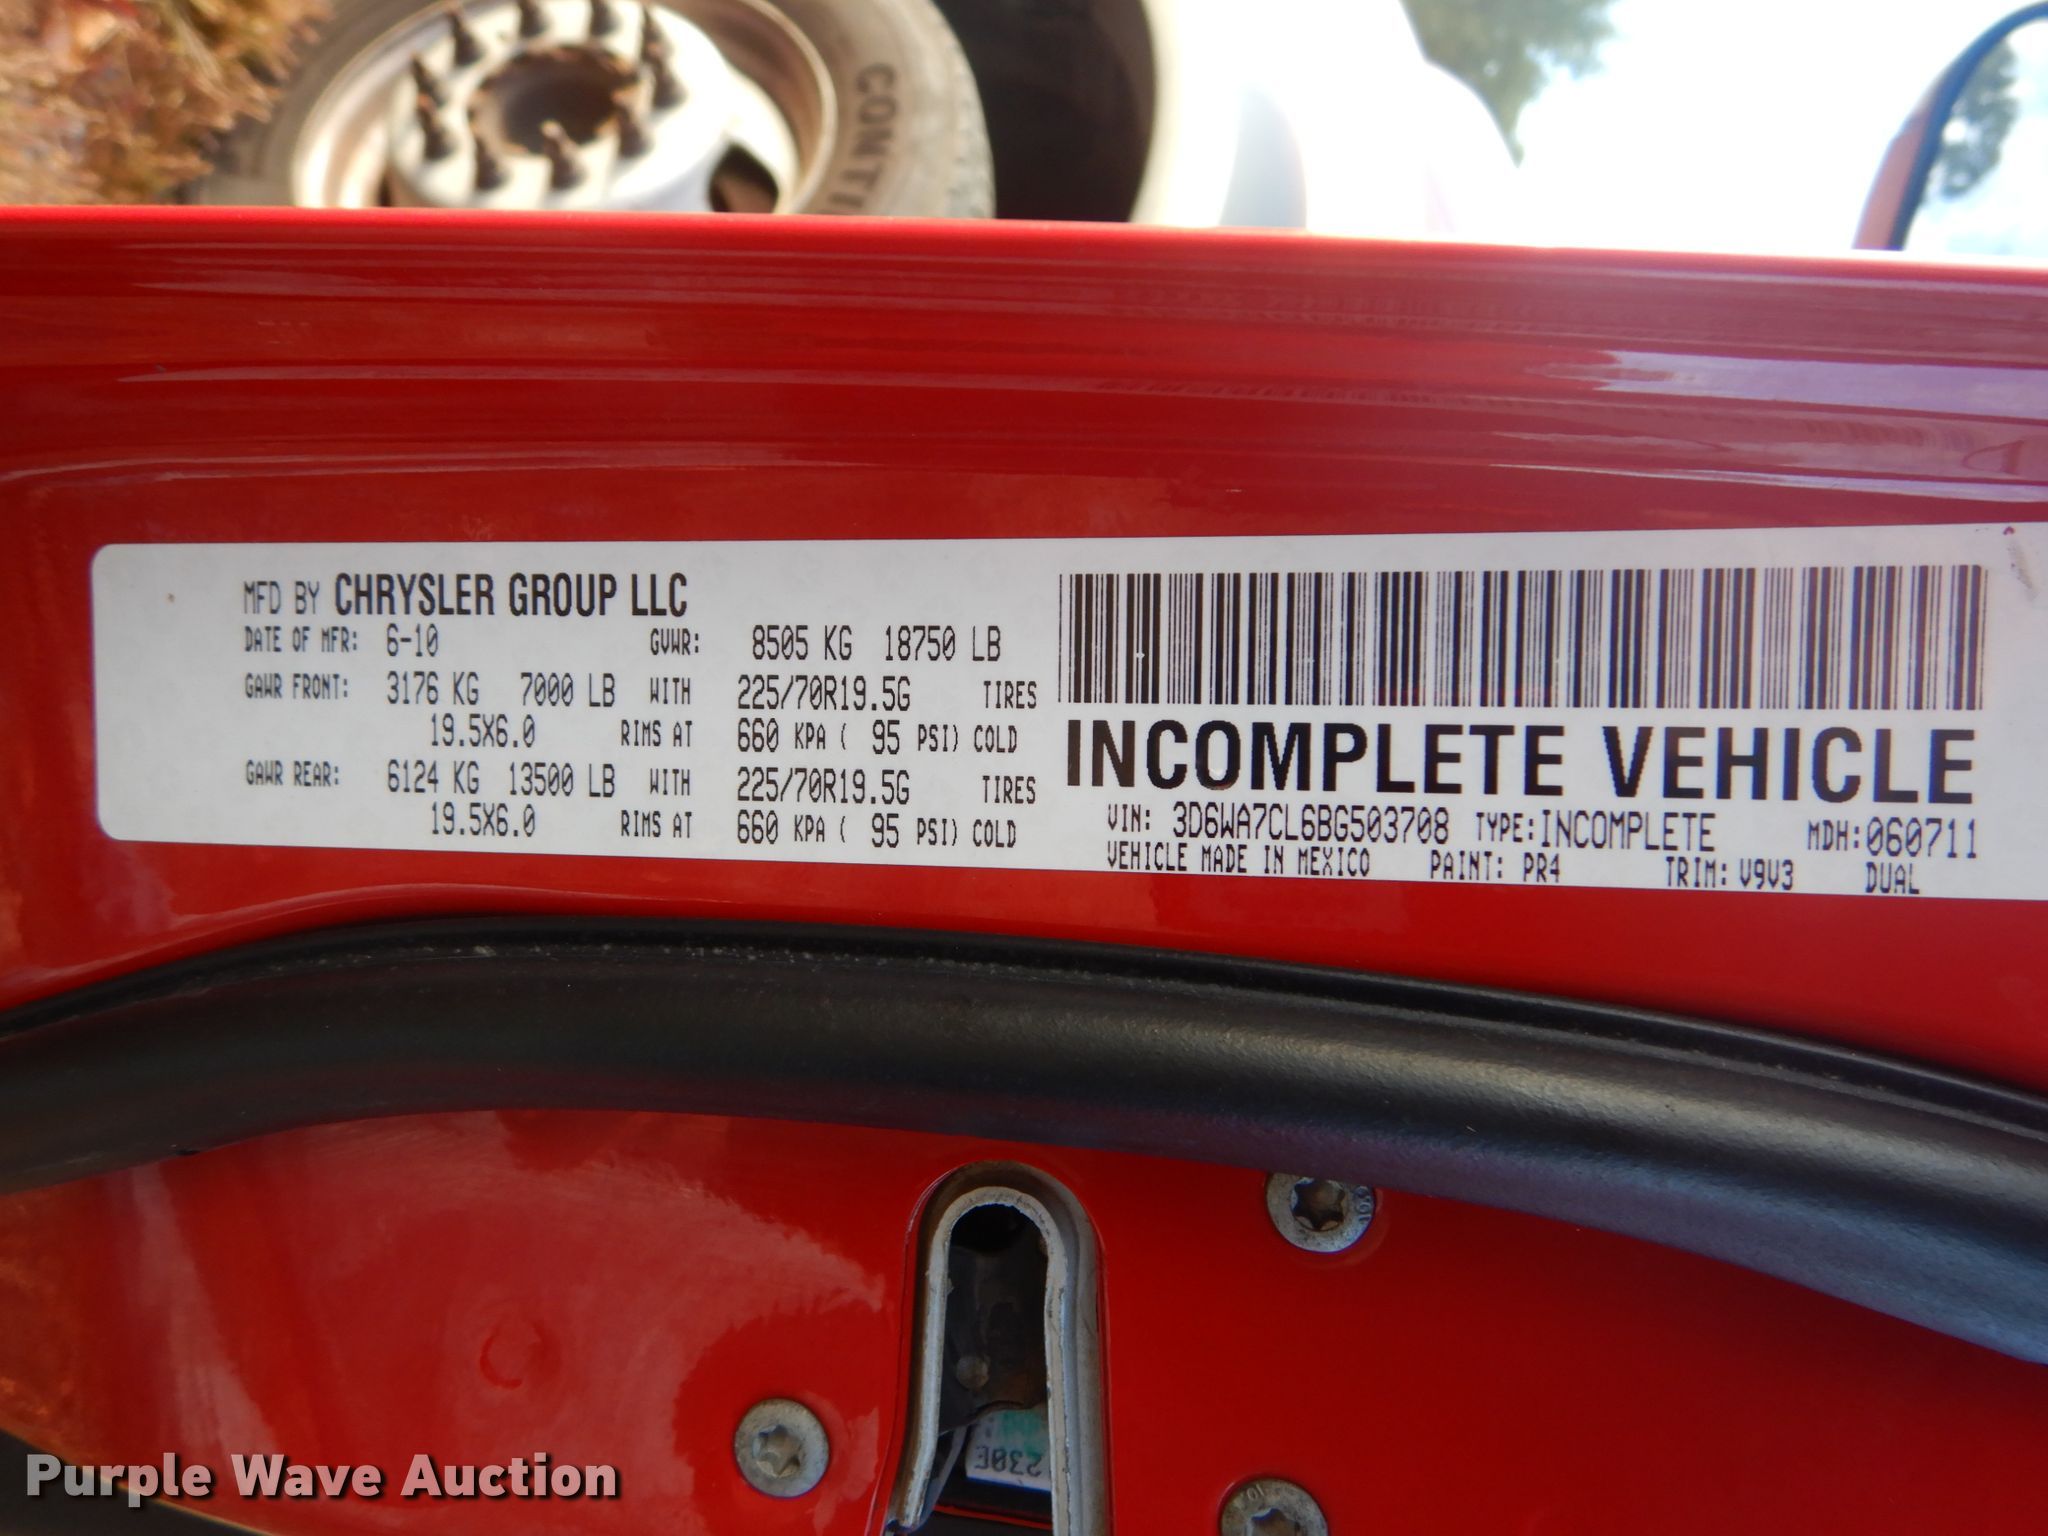 CONTI
MFD BY CHRYSLER GROUP LLC
DATE OF MFR: 6-10 GVWR: 8505 KG 18750 LB
GAWR FRONT: 3176 KG 7000 LB WITH 225/70R19.5G TIRES
19.5X6.0 RIMS AT 660 KPA ( 95 PSI) COLD
GAWR REAR: 6124 KG 13500 LB WITH 225/70R19.5G TIRES
19.5X6.0 RIMS AT 660 KPA ( 95 PSI) COLD
INCOMPLETE VEHICLE
VIN: 3D6WA7CL6BG503708 TYPE: INCOMPLETE MDH: 060711
VEHICLE MADE IN MEXICO PAINT: PR4 TRIM: V9V3 DUAL
230E
Purple Wave Auction